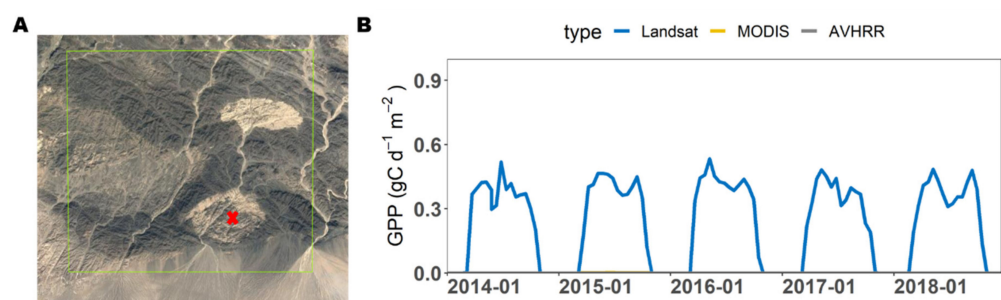 A
B
type Landsat MODIS AVHRR
GPP (gC d⁻¹ m⁻²)
0.9
0.6
0.3
0.0
2014-01 2015-01 2016-01 2017-01 2018-01